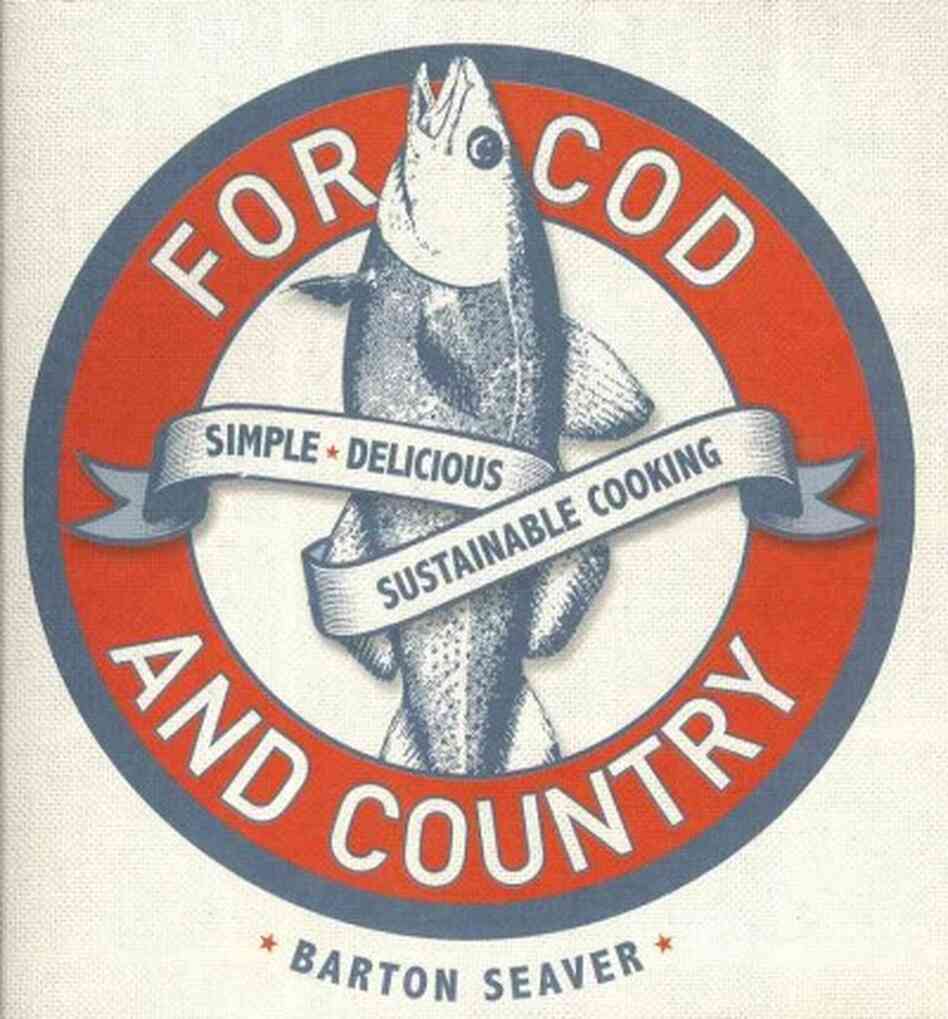 FOR COD
SIMPLE ★ DELICIOUS
SUSTAINABLE COOKING
AND COUNTRY
★ BARTON SEAVER ★